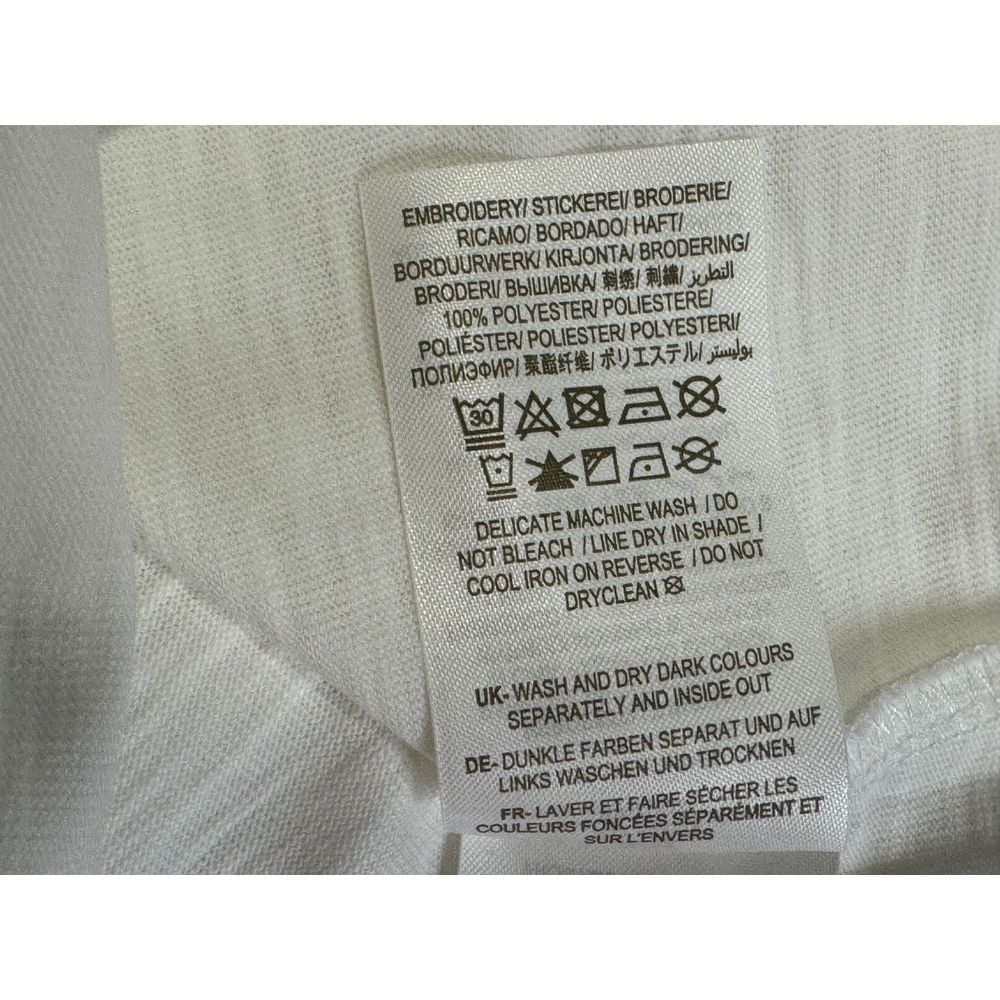 EMBROIDERY/ STICKEREI/ BRODERIE/
RICAMO/ BORDADO/ HAFT/
BORDUURWERK/ KIRJONTA/ BRODERING/
BRODERI/ ВЫШИВКА/ 刺绣/ 刺繍/ التطريز/
100% POLYESTER/ POLIESTERE/
POLIÉSTER/ POLIESTER/ POLYESTERI/
ПОЛИЭФИР/ 聚酯纤维/ ポリエステル/ بوليستر/
30
DELICATE MACHINE WASH / DO
NOT BLEACH / LINE DRY IN SHADE /
COOL IRON ON REVERSE / DO NOT
DRYCLEAN
UK- WASH AND DRY DARK COLOURS
SEPARATELY AND INSIDE OUT
DE- DUNKLE FARBEN SEPARAT UND AUF
LINKS WASCHEN UND TROCKNEN
FR- LAVER ET FAIRE SÉCHER LES
COULEURS FONCÉES SÉPARÉMENT ET
SUR L'ENVERS